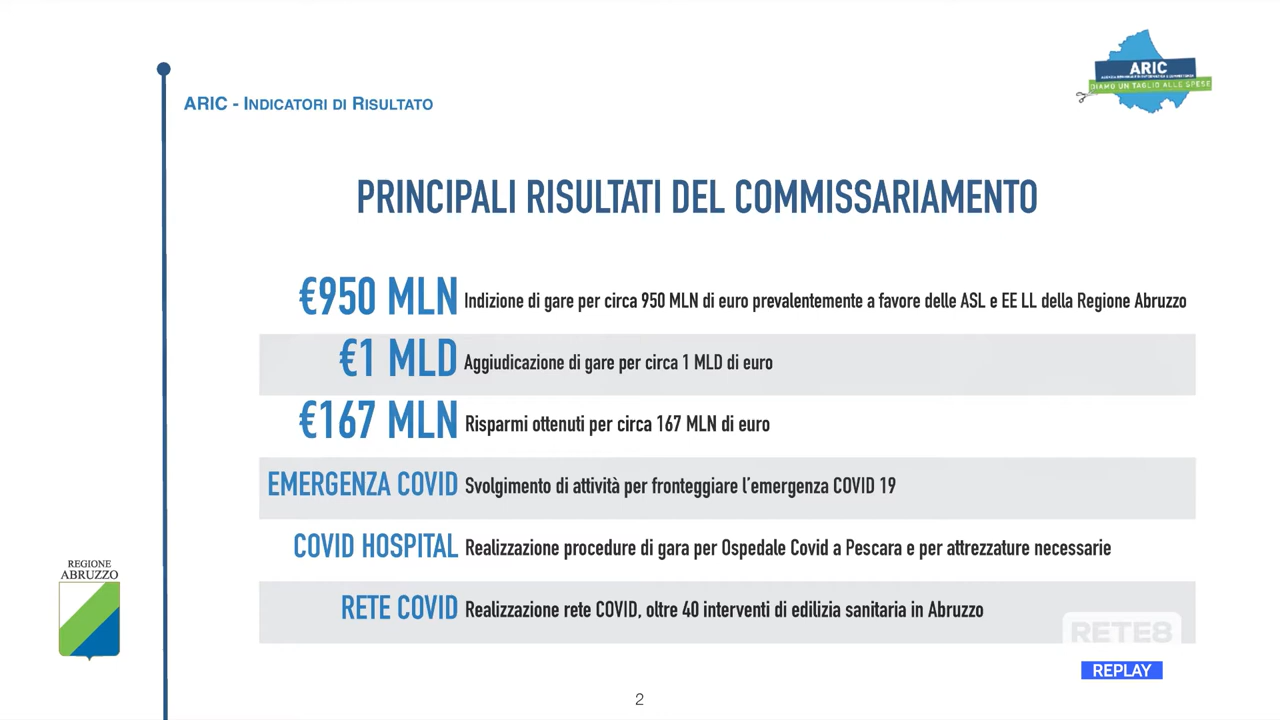 ARIC
DIAMO UN TAGLIO ALLE SPESE
ARIC - INDICATORI DI RISULTATO
PRINCIPALI RISULTATI DEL COMMISSARIAMENTO
€950 MLN Indizione di gare per circa 950 MLN di euro prevalentemente a favore delle ASL e EE LL della Regione Abruzzo
€1 MLD Aggiudicazione di gare per circa 1 MLD di euro
€167 MLN Risparmi ottenuti per circa 167 MLN di euro
EMERGENZA COVID Svolgimento di attività per fronteggiare l'emergenza COVID 19
COVID HOSPITAL Realizzazione procedure di gara per Ospedale Covid a Pescara e per attrezzature necessarie
RETE COVID Realizzazione rete COVID, oltre 40 interventi di edilizia sanitaria in Abruzzo
REGIONE
ABRUZZO
RETE8
REPLAY
2